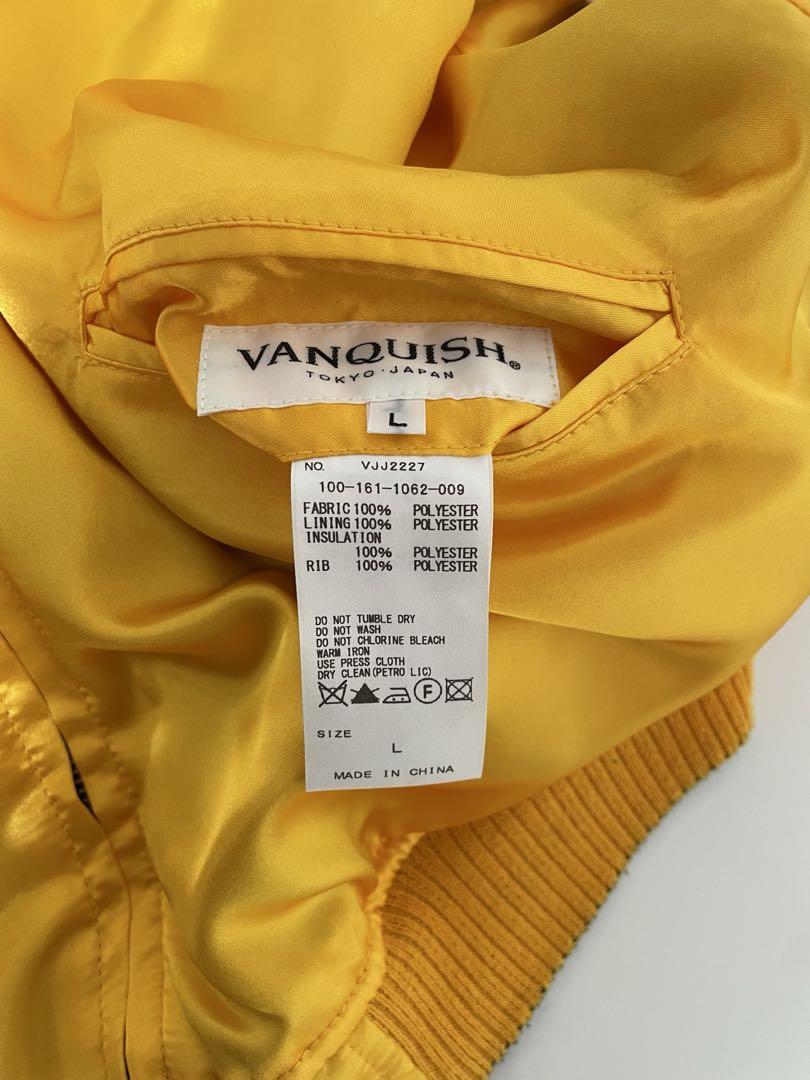 VANQUISH®
TOKYO・JAPAN
L
NO. VJJ2227
100-161-1062-009
FABRIC 100% POLYESTER
LINING 100% POLYESTER
INSULATION
100% POLYESTER
RIB 100% POLYESTER
DO NOT TUMBLE DRY
DO NOT WASH
DO NOT CHLORINE BLEACH
WARM IRON
USE PRESS CLOTH
DRY CLEAN(PETRO LIC)
F
SIZE
L
MADE IN CHINA